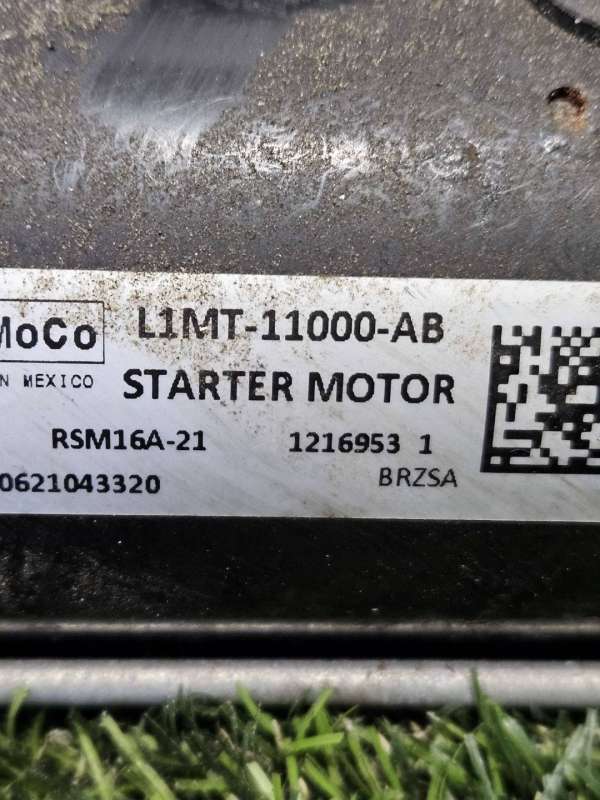 MoCo L1MT-11000-AB
N MEXICO STARTER MOTOR
RSM16A-21 1216953 1
0621043320 BRZSA